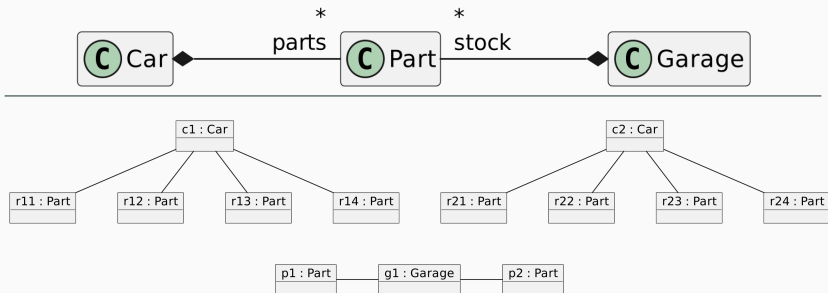 * *
parts stock
C Car C Part C Garage
c1 : Car c2 : Car
r11 : Part r12 : Part r13 : Part r14 : Part r21 : Part r22 : Part r23 : Part r24 : Part
p1 : Part g1 : Garage p2 : Part